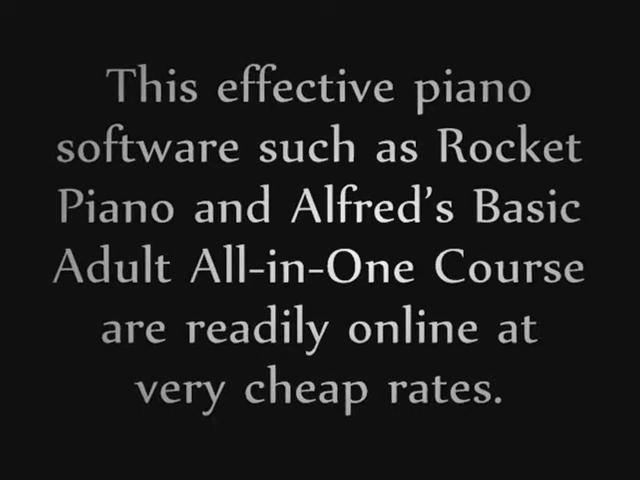 This effective piano
software such as Rocket
Piano and Alfred’s Basic
Adult All-in-One Course
are readily online at
very cheap rates.